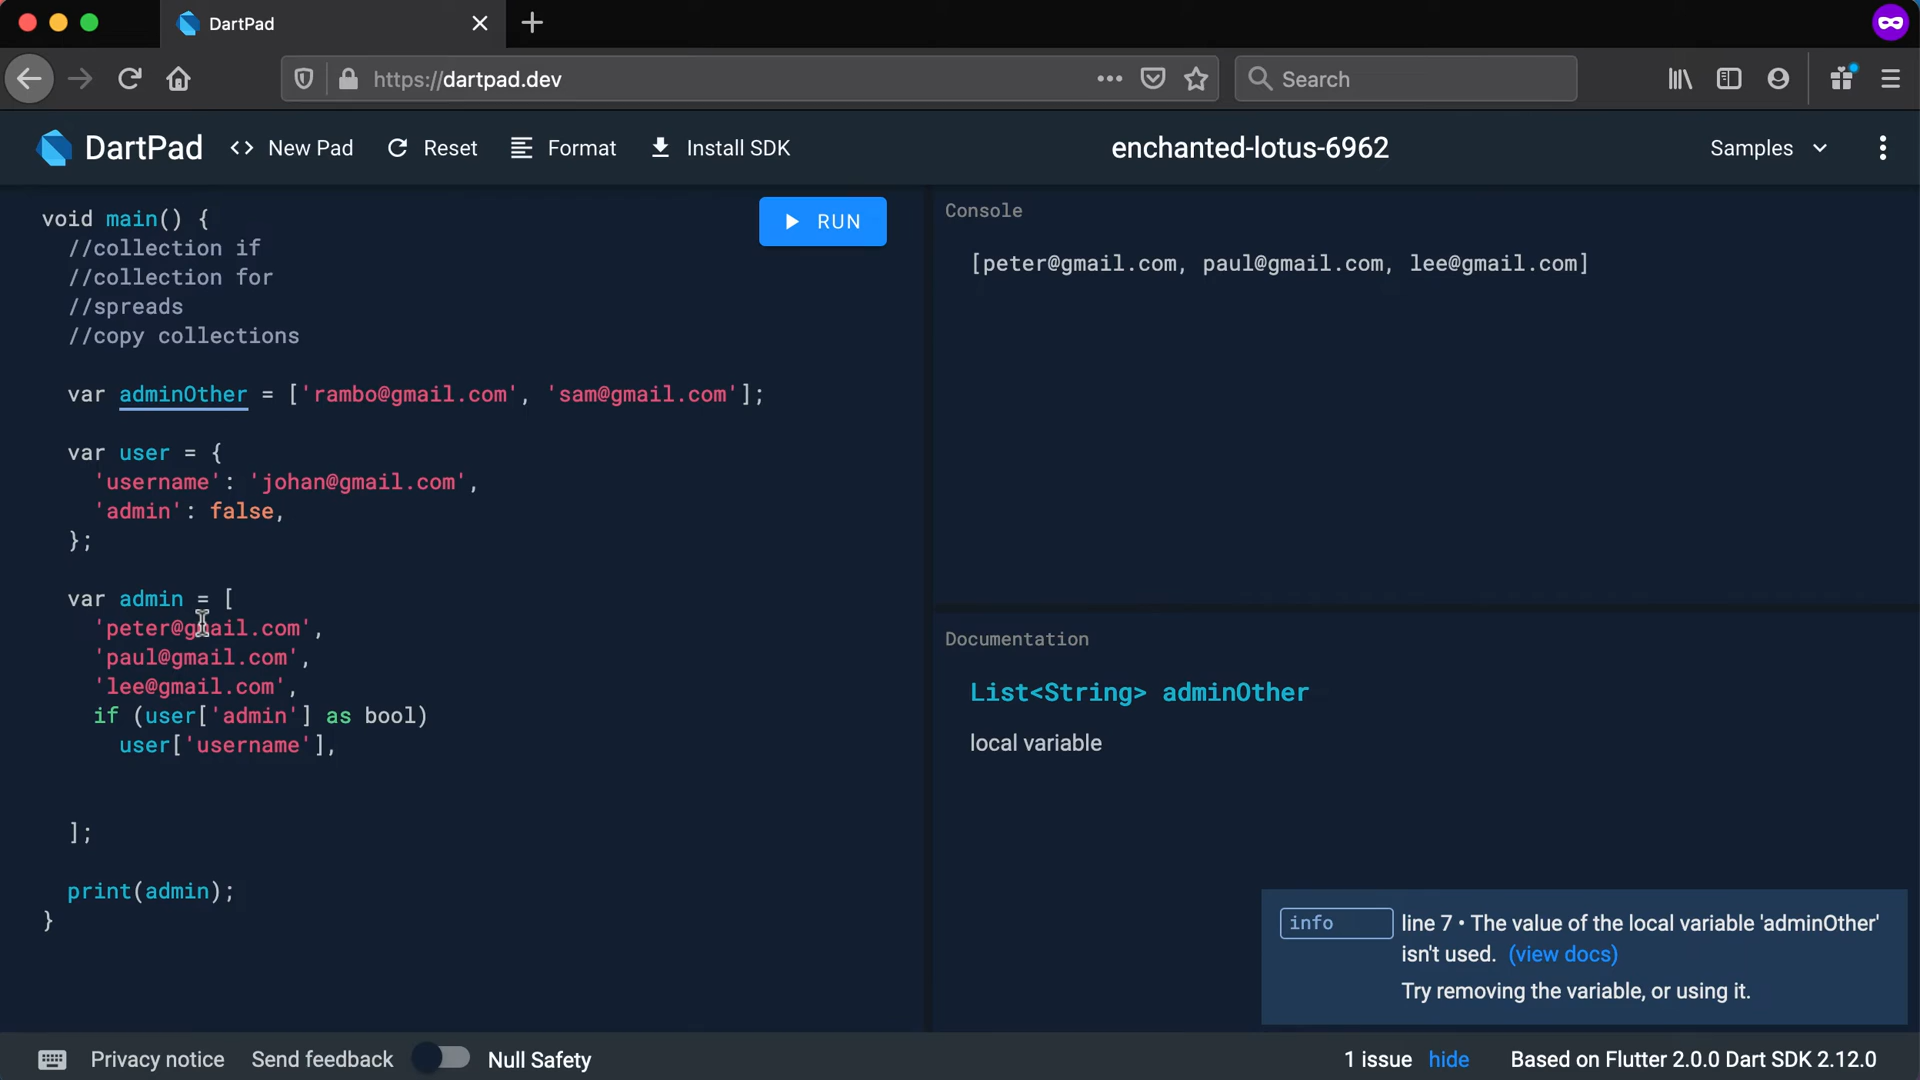 DartPad
https://dartpad.dev
Search
DartPad
New Pad
Reset
Format
Install SDK
enchanted-lotus-6962
Samples
void main() {
//collection if
//collection for
//spreads
//copy collections
var adminOther = ['rambo@gmail.com', 'sam@gmail.com'];
var user = {
'username': 'johan@gmail.com',
'admin': false,
};
var admin = [
'peter@gmail.com',
'paul@gmail.com',
'lee@gmail.com',
if (user['admin'] as bool)
user['username'],
];
print(admin);
}
RUN
Console
[peter@gmail.com, paul@gmail.com, lee@gmail.com]
Documentation
List<String> adminOther
local variable
info
line 7 • The value of the local variable 'adminOther'
isn't used. (view docs)
Try removing the variable, or using it.
Privacy notice
Send feedback
Null Safety
1 issue
hide
Based on Flutter 2.0.0 Dart SDK 2.12.0